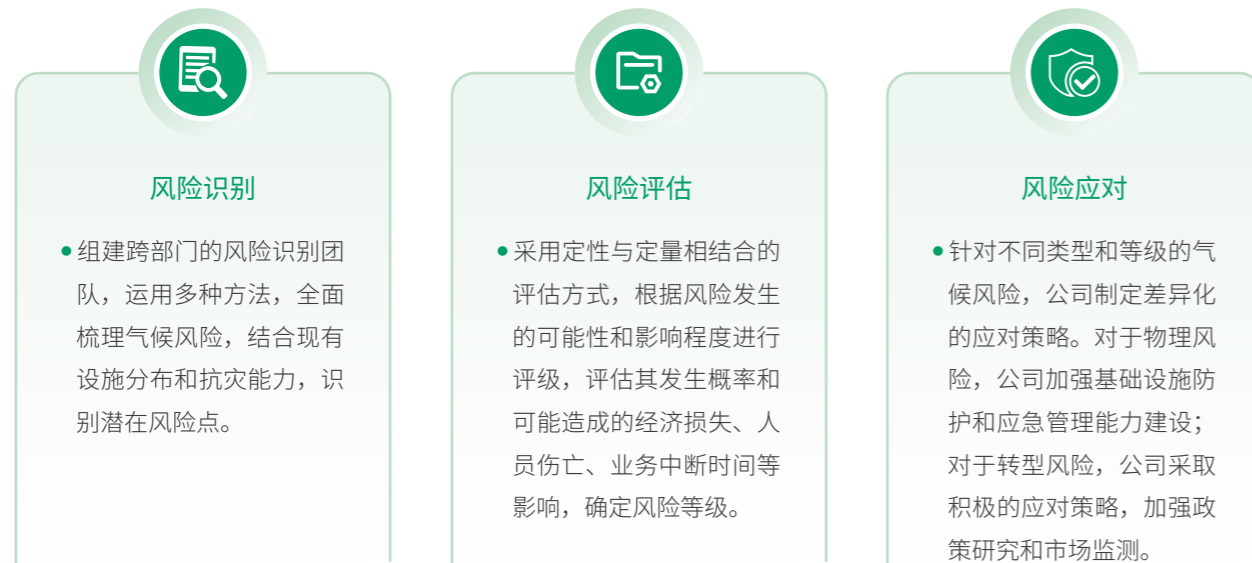 风险识别
组建跨部门的风险识别团
队，运用多种方法，全面
梳理气候风险，结合现有
设施分布和抗灾能力，识
别潜在风险点。
风险评估
采用定性与定量相结合的
评估方式，根据风险发生
的可能性和影响程度进行
评级，评估其发生概率和
可能造成的经济损失、人
员伤亡、业务中断时间等
影响，确定风险等级。
风险应对
针对不同类型和等级的气
候风险，公司制定差异化
的应对策略。对于物理风
险，公司加强基础设施防
护和应急管理能力建设；
对于转型风险，公司采取
积极的应对策略，加强政
策研究和市场监测。